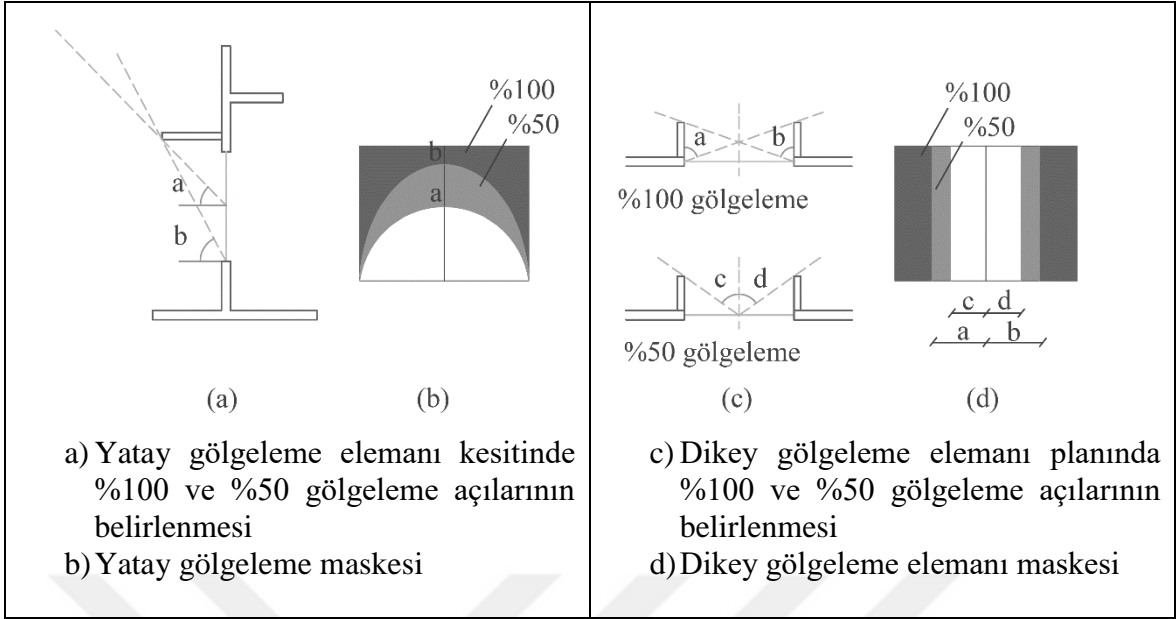 a
b
%100
%50
b
a
(a)
(b)
a) Yatay gölgeleme elemanı kesitinde
%100 ve %50 gölgeleme açılarının
belirlenmesi
b) Yatay gölgeleme maskesi
a
b
%100 gölgeleme
c
d
%50 gölgeleme
%100
%50
c
d
a
b
(c)
(d)
c) Dikey gölgeleme elemanı planında
%100 ve %50 gölgeleme açılarının
belirlenmesi
d) Dikey gölgeleme elemanı maskesi